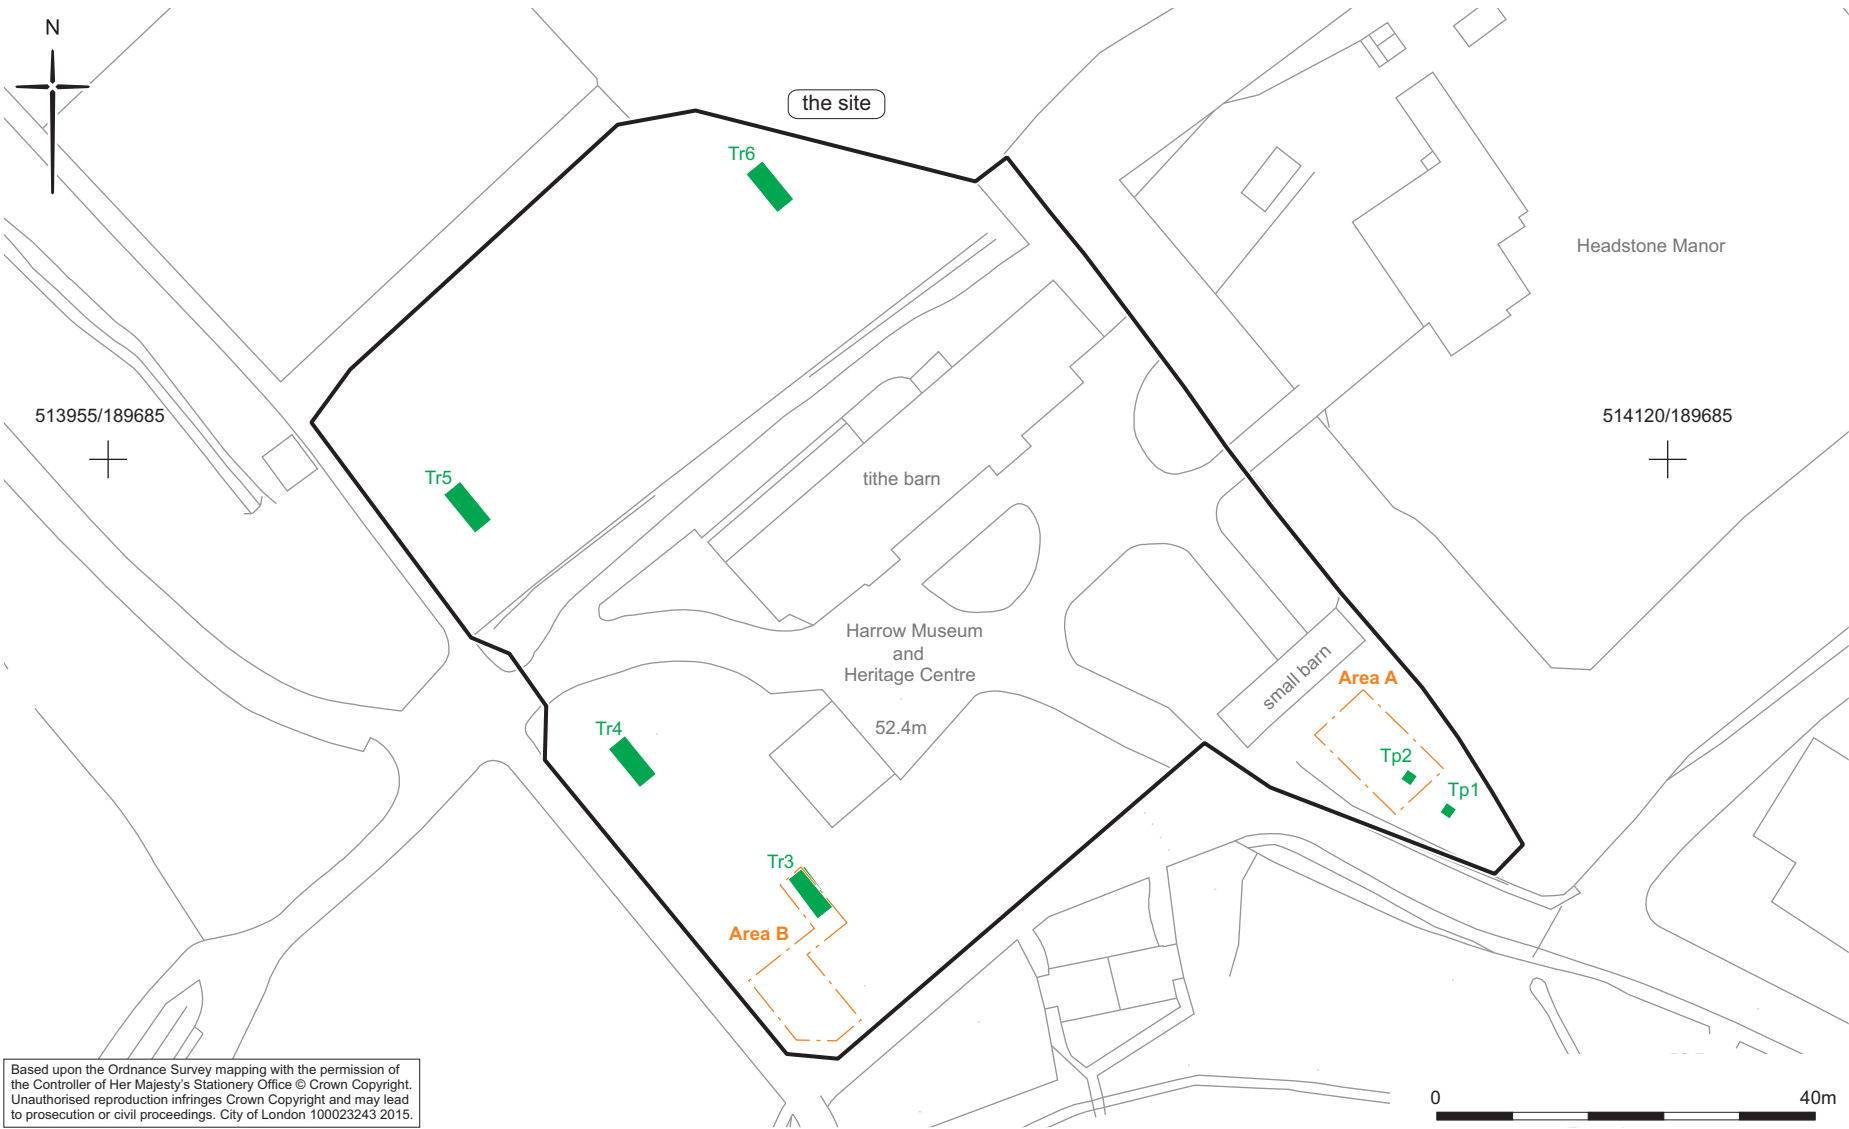 N
the site
Tr6
Headstone Manor
513955/189685
514120/189685
Tr5
tithe barn
Harrow Museum
and
Heritage Centre
small barn
Area A
52.4m
Tr4
Tp2
Tp1
Tr3
Area B
Based upon the Ordnance Survey mapping with the permission of
the Controller of Her Majesty's Stationery Office © Crown Copyright.
Unauthorised reproduction infringes Crown Copyright and may lead
to prosecution or civil proceedings. City of London 100023243 2015.
0 40m